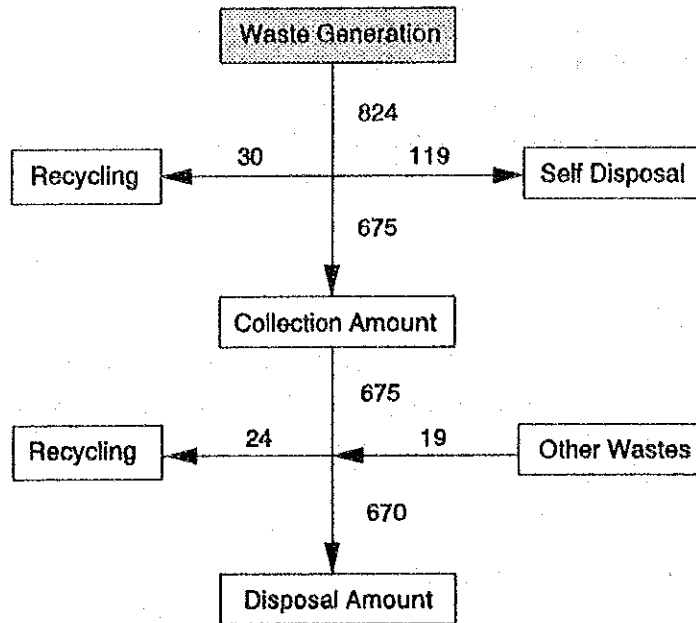 Waste Generation
824
30
119
Recycling
Self Disposal
675
Collection Amount
675
24
19
Recycling
Other Wastes
670
Disposal Amount